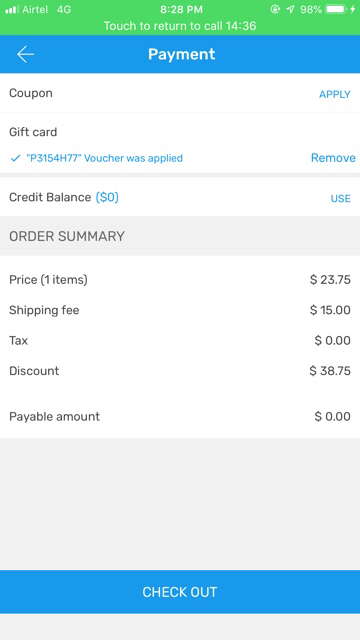 Airtel 4G 8:28 PM 98%
Touch to return to call 14:36
Payment
Coupon APPLY
Gift card
"P3154H77" Voucher was applied Remove
Credit Balance ($0) USE
ORDER SUMMARY
Price (1 items) $ 23.75
Shipping fee $ 15.00
Tax $ 0.00
Discount $ 38.75
Payable amount $ 0.00
CHECK OUT